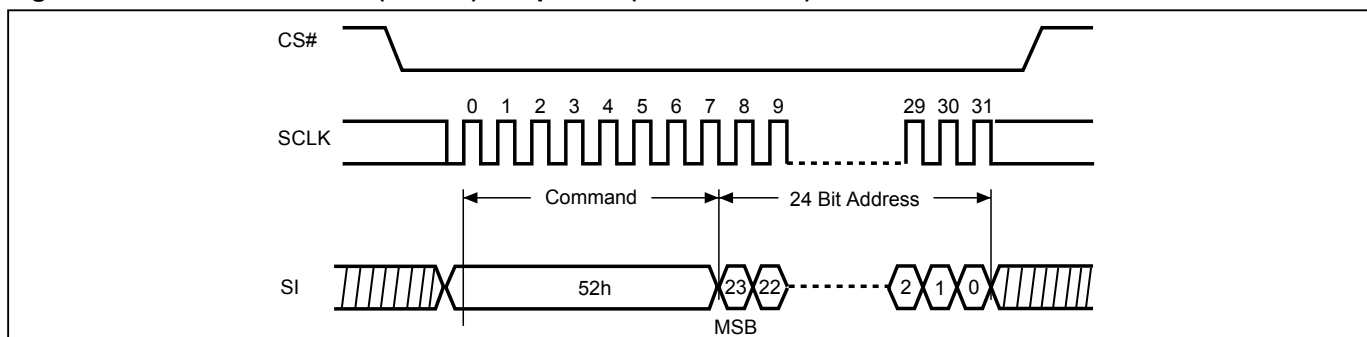 CS#
0 1 2 3 4 5 6 7 8 9 29 30 31
SCLK
Command 24 Bit Address
SI 52h 23 22 2 1 0
MSB